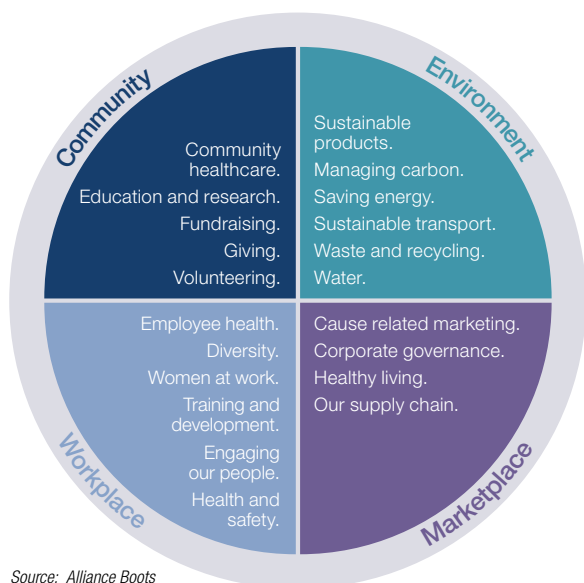 Community
Community
healthcare.
Education and research.
Fundraising.
Giving.
Volunteering.
Environment
Sustainable
products.
Managing carbon.
Saving energy.
Sustainable transport.
Waste and recycling.
Water.
Workplace
Employee health.
Diversity.
Women at work.
Training and
development.
Engaging
our people.
Health and
safety.
Marketplace
Cause related marketing.
Corporate governance.
Healthy living.
Our supply chain.
Source: Alliance Boots